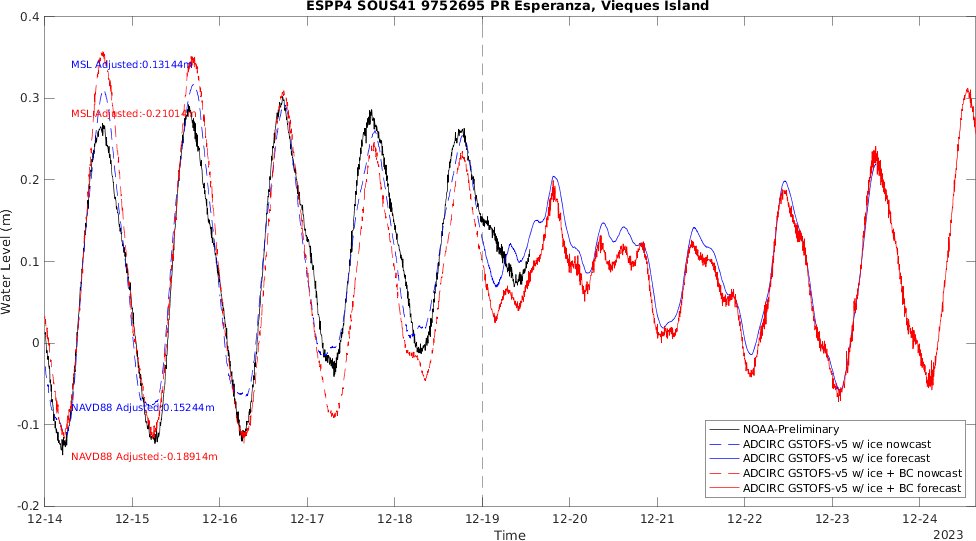 ESPP4 SOUS41 9752695 PR Esperanza, Vieques Island
0.4
MSL Adjusted:0.13144m
0.3
MSL Adjusted:-0.21014m
0.2
0.1
Water Level (m)
0
NAVD88 Adjusted:0.15244m
-0.1
NAVD88 Adjusted:-0.18914m
-0.2
NOAA-Preliminary
ADCIRC GSTOFS-v5 w/ ice nowcast
ADCIRC GSTOFS-v5 w/ ice forecast
ADCIRC GSTOFS-v5 w/ ice + BC nowcast
ADCIRC GSTOFS-v5 w/ ice + BC forecast
12-14 12-15 12-16 12-17 12-18 12-19 12-20 12-21 12-22 12-23 12-24
Time
2023